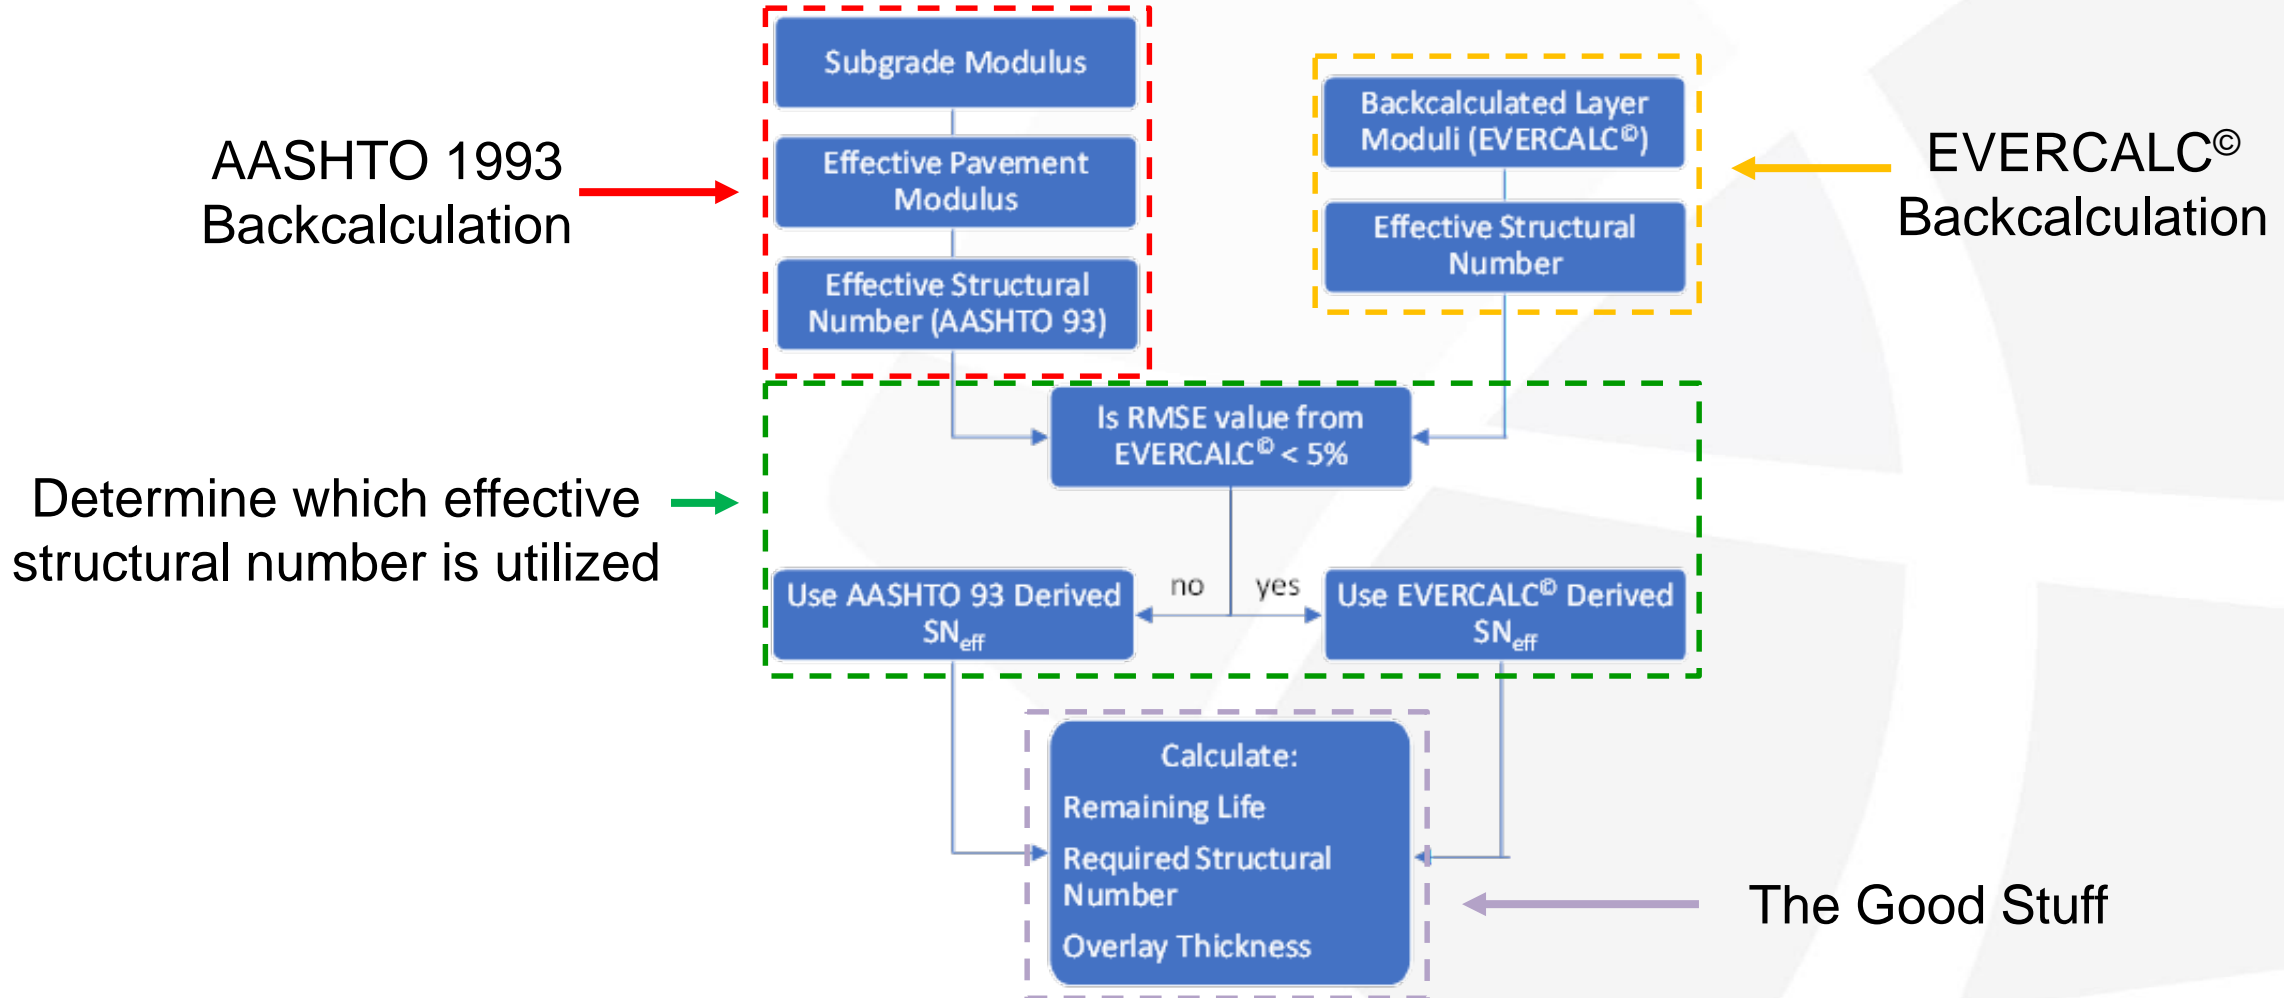 AASHTO 1993
Backcalculation
Subgrade Modulus
Effective Pavement
Modulus
Effective Structural
Number (AASHTO 93)
Backcalculated Layer
Moduli (EVERCALC©)
Effective Structural
Number
EVERCALC©
Backcalculation
Determine which effective
structural number is utilized
Is RMSE value from
EVERCALC© < 5%
no
yes
Use AASHTO 93 Derived
SNeff
Use EVERCALC© Derived
SNeff
Calculate:
Remaining Life
Required Structural
Number
Overlay Thickness
The Good Stuff